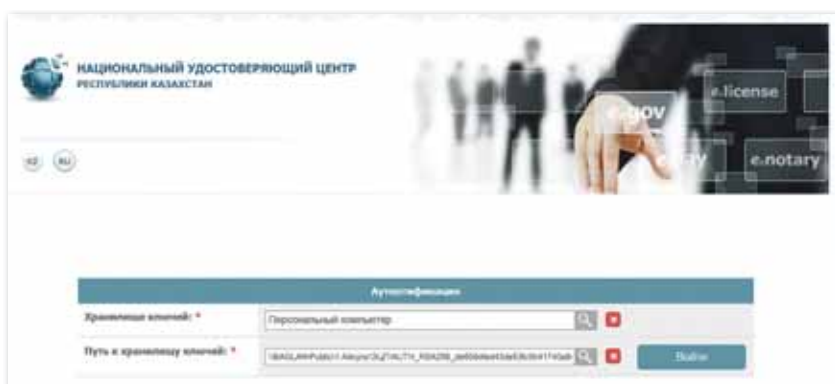 НАЦИОНАЛЬНЫЙ УДОСТОВЕРЯЮЩИЙ ЦЕНТР
РЕСПУБЛИКИ КАЗАХСТАН
e.license
e.gov
e.notary
KZ RU
Аутентификация
Хранилище ключей: *
Персональный компьютер
Путь к хранилищу ключей: *
Войти